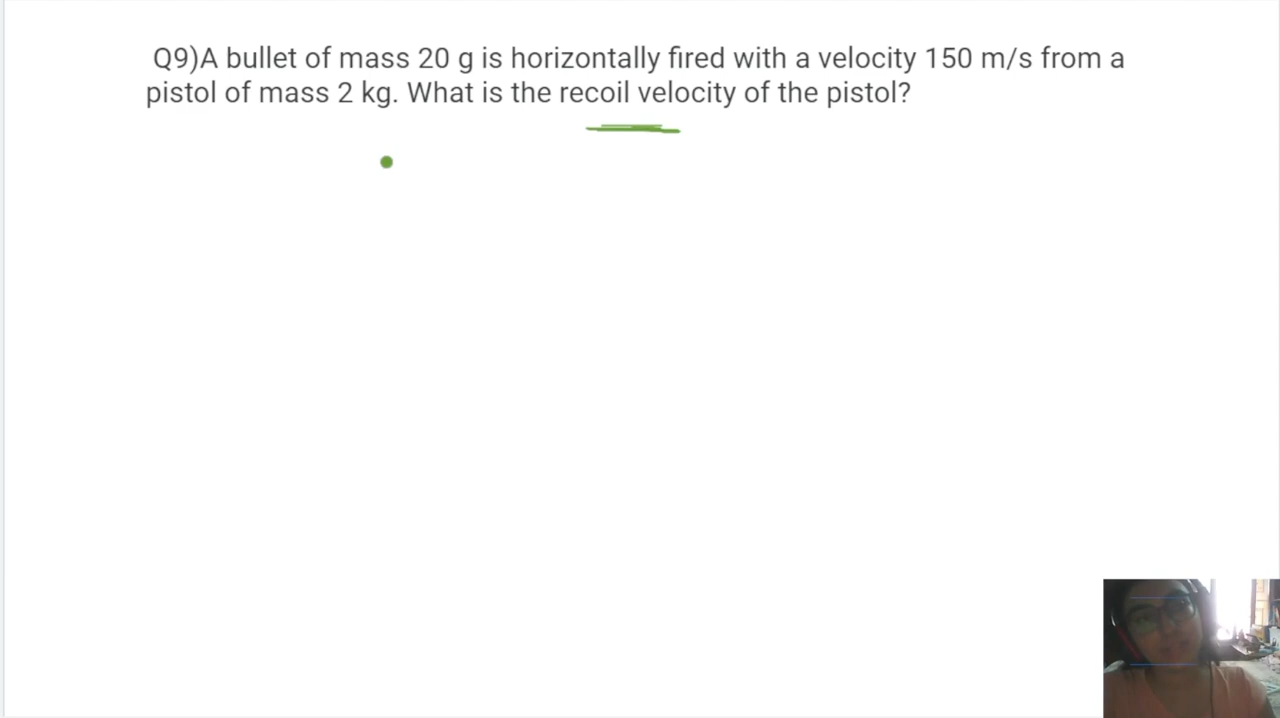 Q9)A bullet of mass 20 g is horizontally fired with a velocity 150 m/s from a
pistol of mass 2 kg. What is the recoil velocity of the pistol?